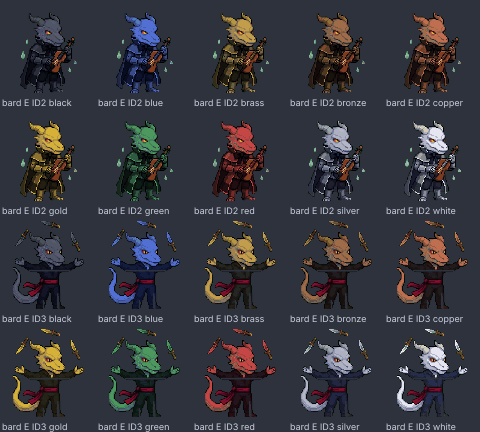 bard E ID2 black
bard E ID2 blue
bard E ID2 brass
bard E ID2 bronze
bard E ID2 copper
bard E ID2 gold
bard E ID2 green
bard E ID2 red
bard E ID2 silver
bard E ID2 white
bard E ID3 black
bard E ID3 blue
bard E ID3 brass
bard E ID3 bronze
bard E ID3 copper
bard E ID3 gold
bard E ID3 green
bard E ID3 red
bard E ID3 silver
bard E ID3 white